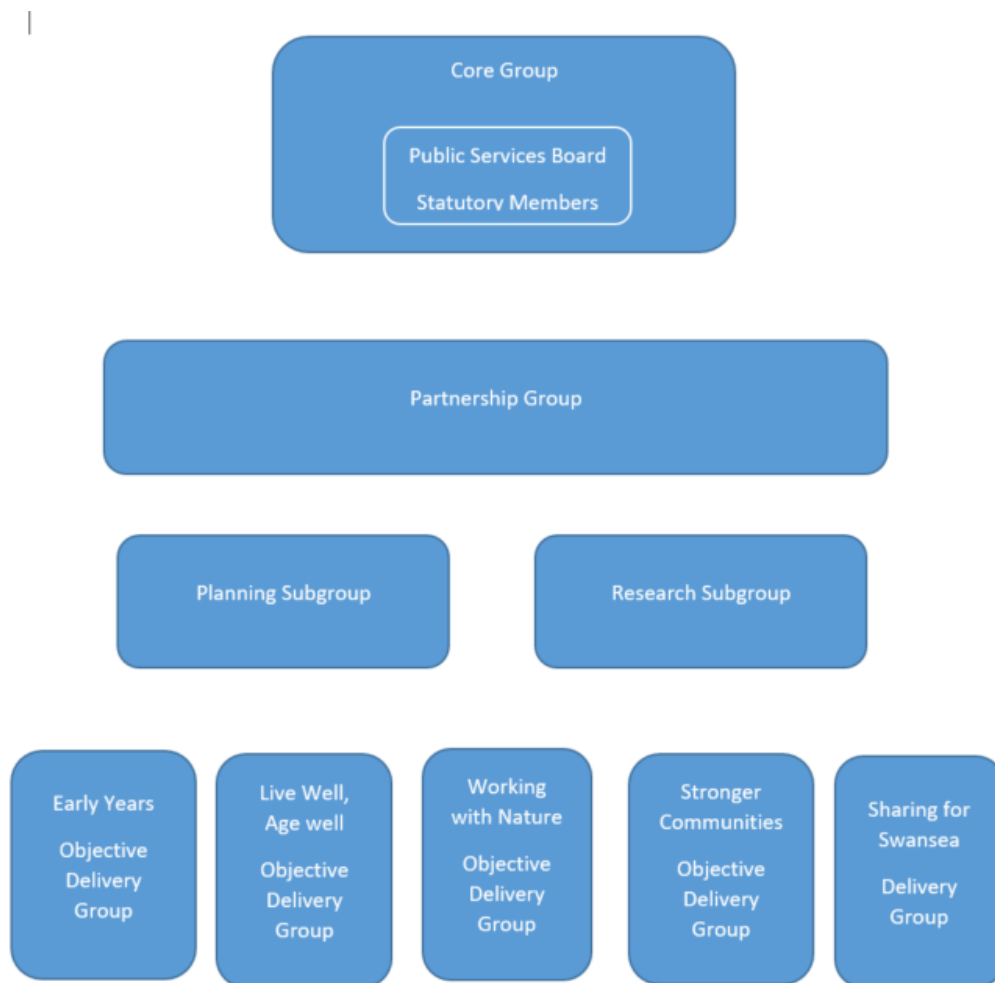 Core Group
Public Services Board
Statutory Members
Partnership Group
Planning Subgroup
Research Subgroup
Early Years
Objective
Delivery
Group
Live Well,
Age well
Objective
Delivery
Group
Working
with Nature
Objective
Delivery
Group
Stronger
Communities
Objective
Delivery
Group
Sharing for
Swansea
Delivery
Group